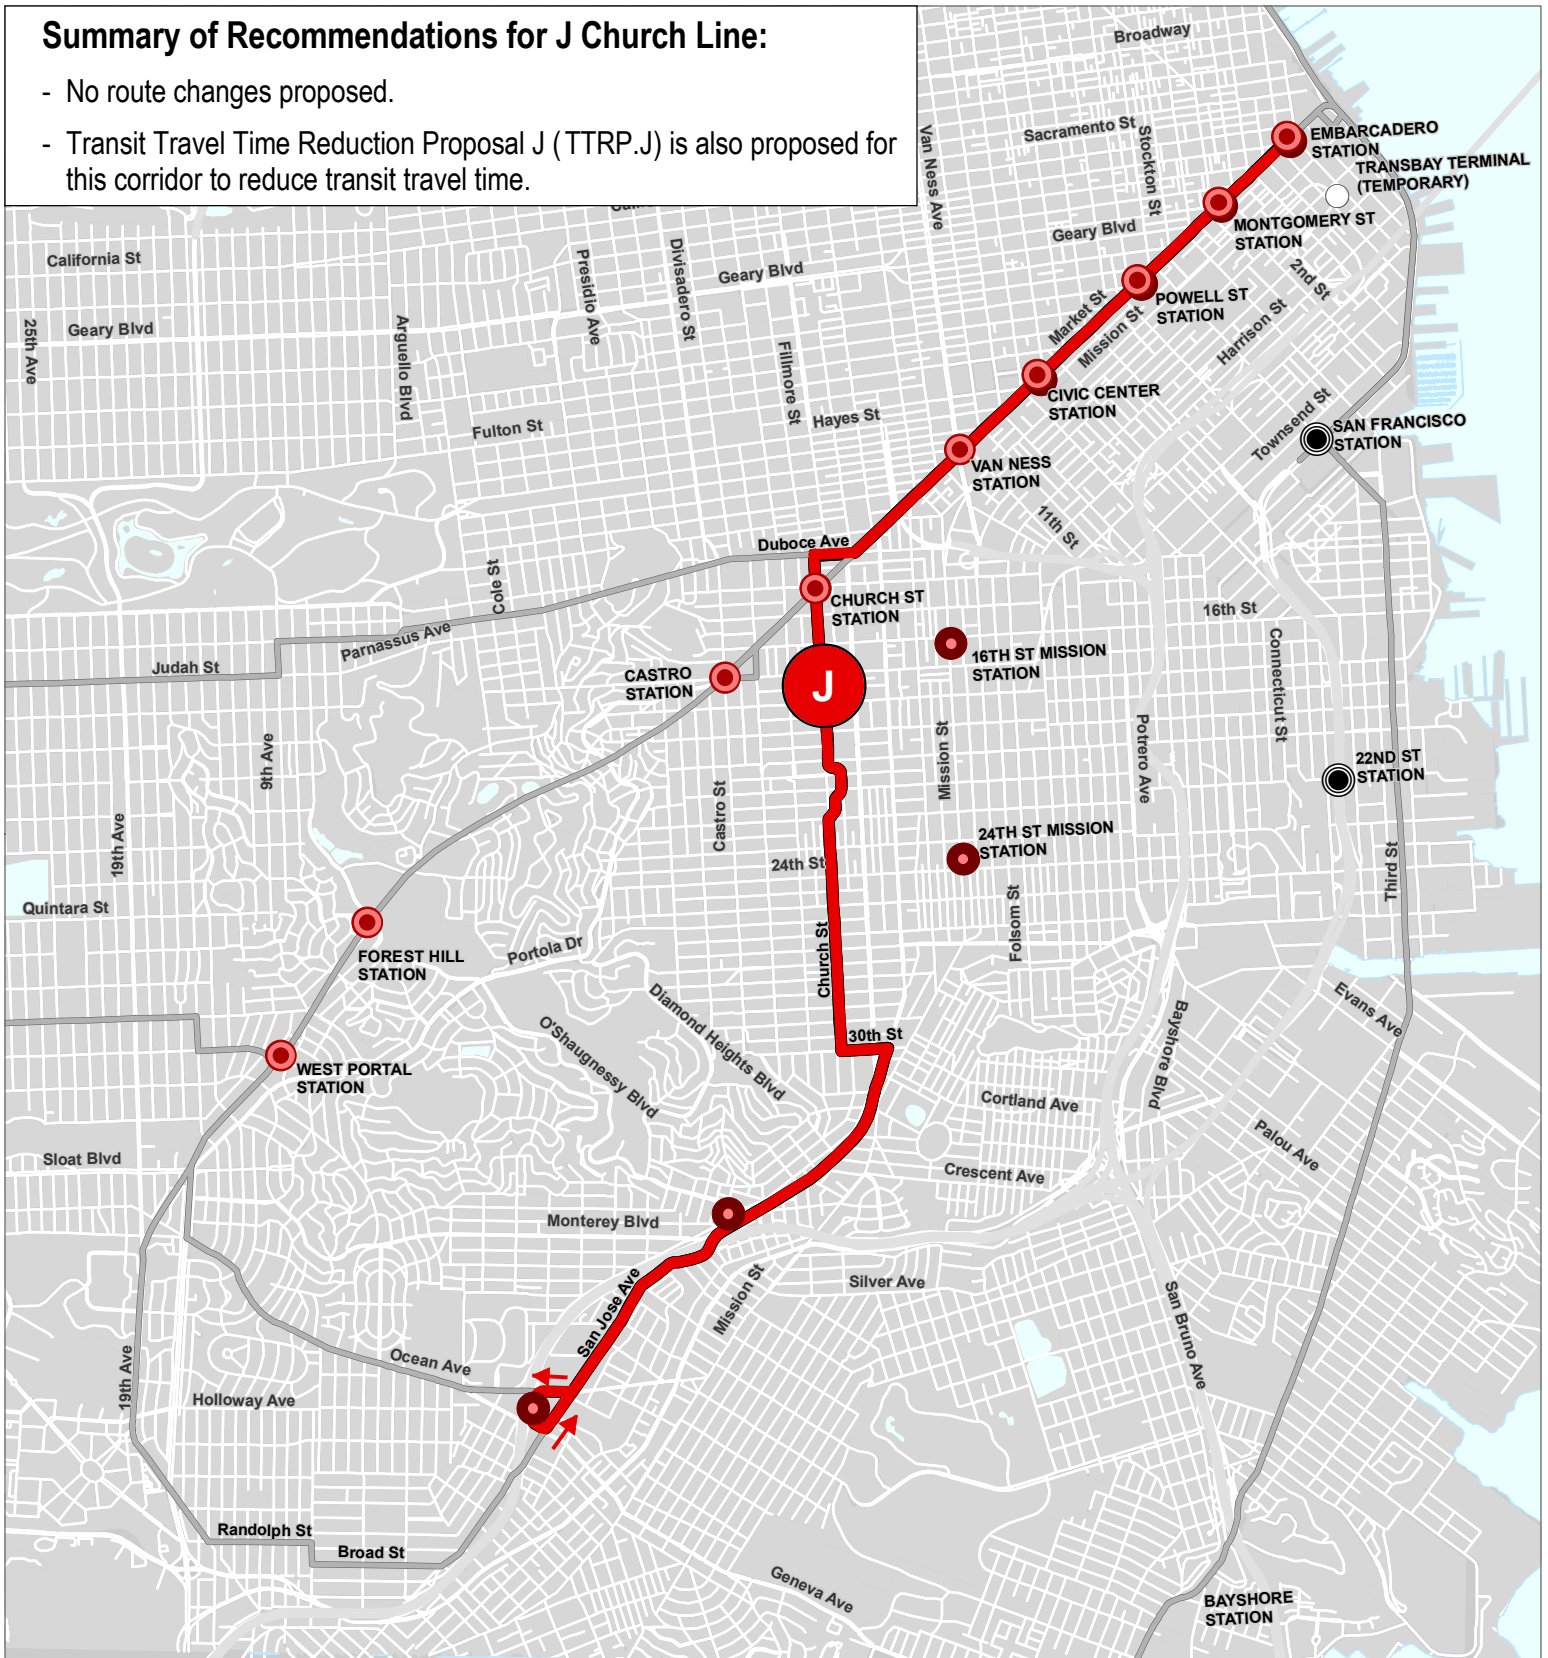 Summary of Recommendations for J Church Line:
- No route changes proposed.
- Transit Travel Time Reduction Proposal J (TTRP.J) is also proposed for
this corridor to reduce transit travel time.
Broadway
Sacramento St
Stockton St
Van Ness Ave
EMBARCADERO
STATION
TRANSBAY TERMINAL
(TEMPORARY)
MONTGOMERY ST
STATION
Geary Blvd
2nd St
California St
Presidio Ave
Divisadero St
Geary Blvd
POWELL ST
STATION
Market St
Mission St
Harrison St
25th Ave
Geary Blvd
Arguello Blvd
Fillmore St
CIVIC CENTER
STATION
Fulton St
Hayes St
Townsend St
SAN FRANCISCO
STATION
VAN NESS
STATION
11th St
Duboce Ave
Cole St
CHURCH ST
STATION
16th St
Parnassus Ave
Judah St
16TH ST MISSION
STATION
Connecticut St
CASTRO
STATION
J
9th Ave
Mission St
Potrero Ave
22ND ST
STATION
Castro St
19th Ave
24TH ST MISSION
STATION
24th St
Third St
Quintara St
Folsom St
Church St
FOREST HILL
STATION
Portola Dr
Diamond Heights Blvd
Evans Ave
O'Shaugnessy Blvd
30th St
Bayshore Blvd
WEST PORTAL
STATION
Cortland Ave
Palou Ave
Sloat Blvd
Crescent Ave
Monterey Blvd
Silver Ave
San Jose Ave
Mission St
San Bruno Ave
Ocean Ave
19th Ave
Holloway Ave
Randolph St
Broad St
Geneva Ave
BAYSHORE
STATION